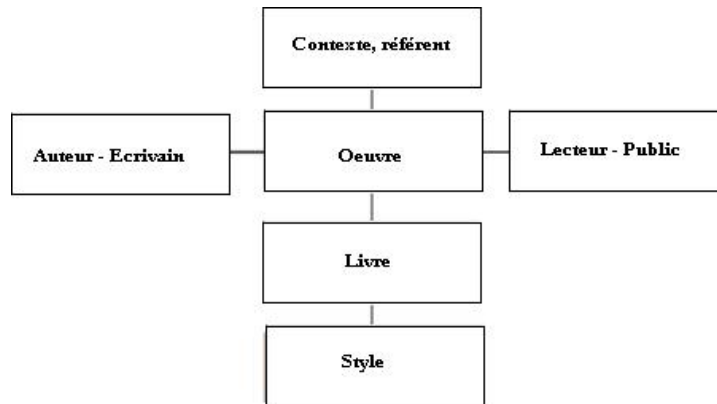 Contexte, référent
Auteur - Ecrivain
Oeuvre
Lecteur - Public
Livre
Style